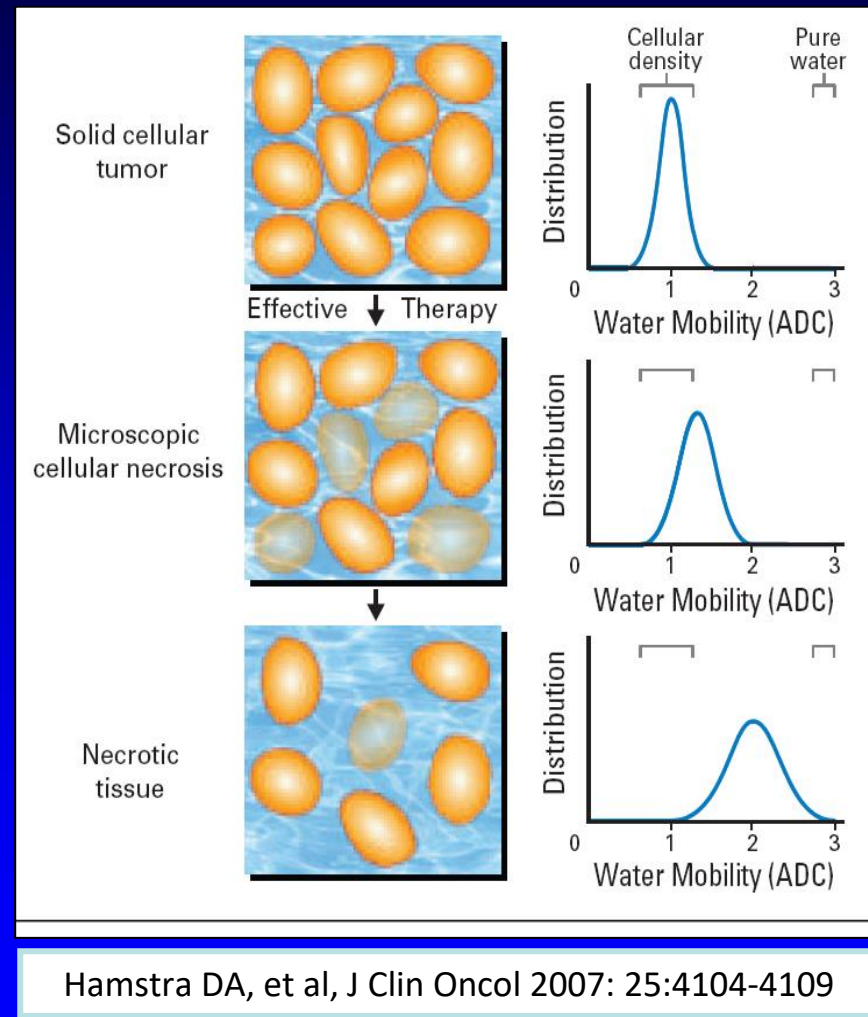 Cellular
density
Pure
water
Solid cellular
tumor
Distribution
0 1 2 3
Water Mobility (ADC)
Effective Therapy
Microscopic
cellular necrosis
Distribution
0 1 2 3
Water Mobility (ADC)
Necrotic
tissue
Distribution
0 1 2 3
Water Mobility (ADC)
Hamstra DA, et al, J Clin Oncol 2007: 25:4104-4109